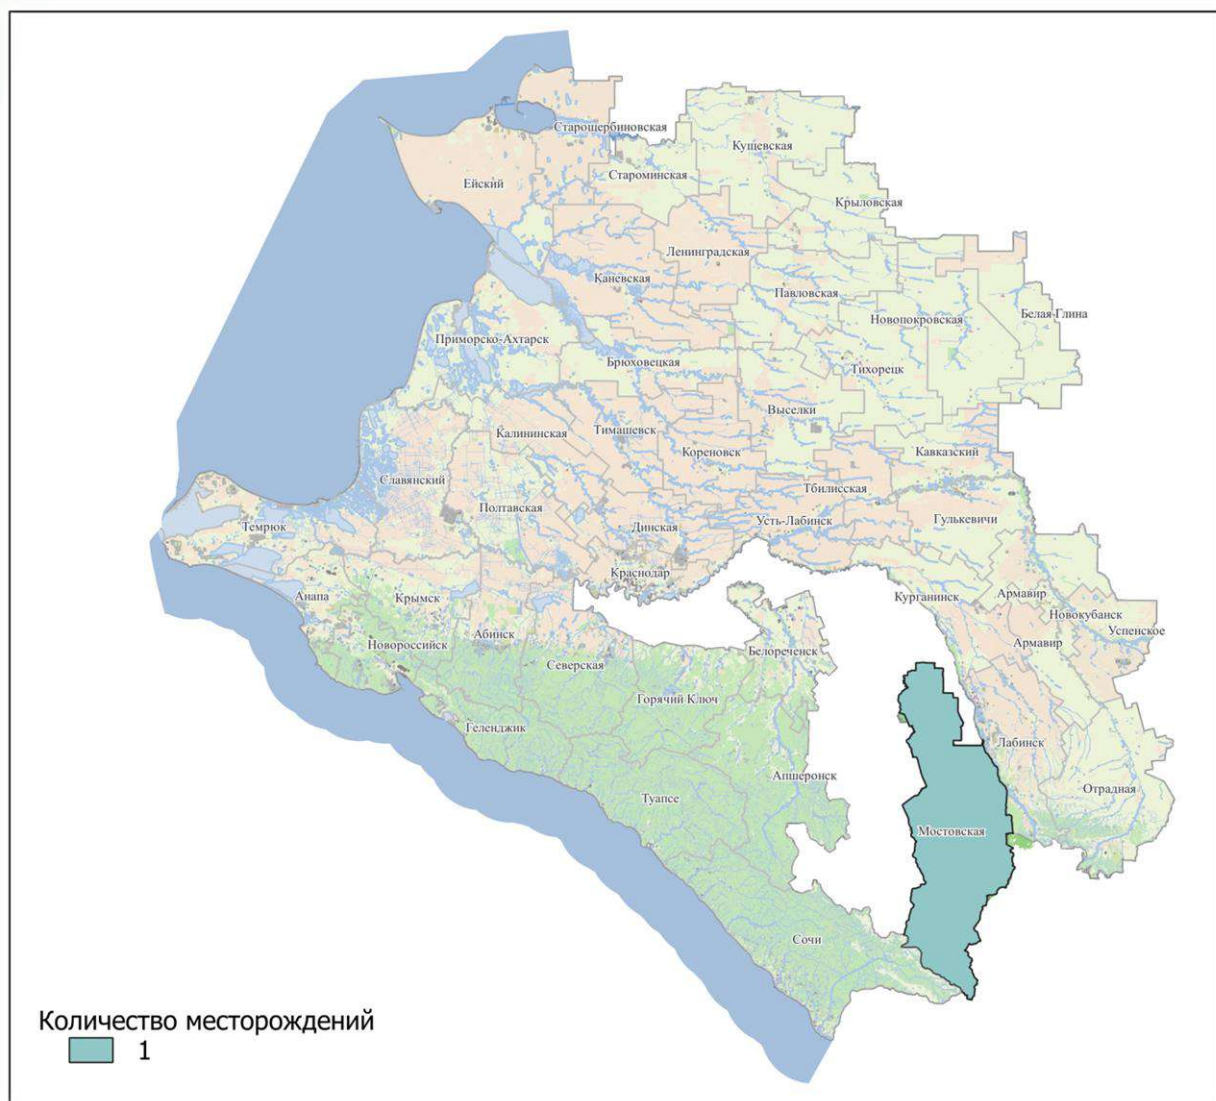 Старощербиновская
Кущевская
Ейский
Староминская
Крыловская
Ленинградская
Каневская
Павловская
Новопокровская
Белая Глина
Приморско-Ахтарск
Брюховецкая
Тихорецк
Выселки
Калининская
Тимашевск
Кореновск
Кавказский
Славянский
Тбилисская
Полтавская
Гулькевичи
Темрюк
Динская
Усть-Лабинск
Краснодар
Анапа
Крымск
Курганинск
Армавир
Новокубанск
Абинск
Новороссийск
Успенское
Армавир
Северская
Белореченск
Горячий Ключ
Геленджик
Лабинск
Апшеронск
Отрадная
Туапсе
Мостовская
Сочи
Количество месторождений
1